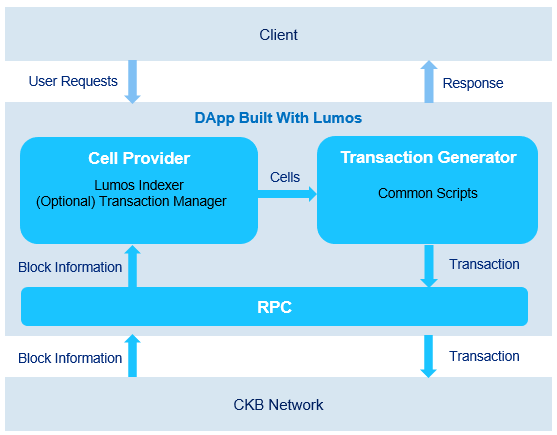 Client
User Requests
Response
DApp Built With Lumos
Cell Provider
Lumos Indexer
(Optional) Transaction Manager
Cells
Transaction Generator
Common Scripts
Block Information
Transaction
RPC
Block Information
Transaction
CKB Network